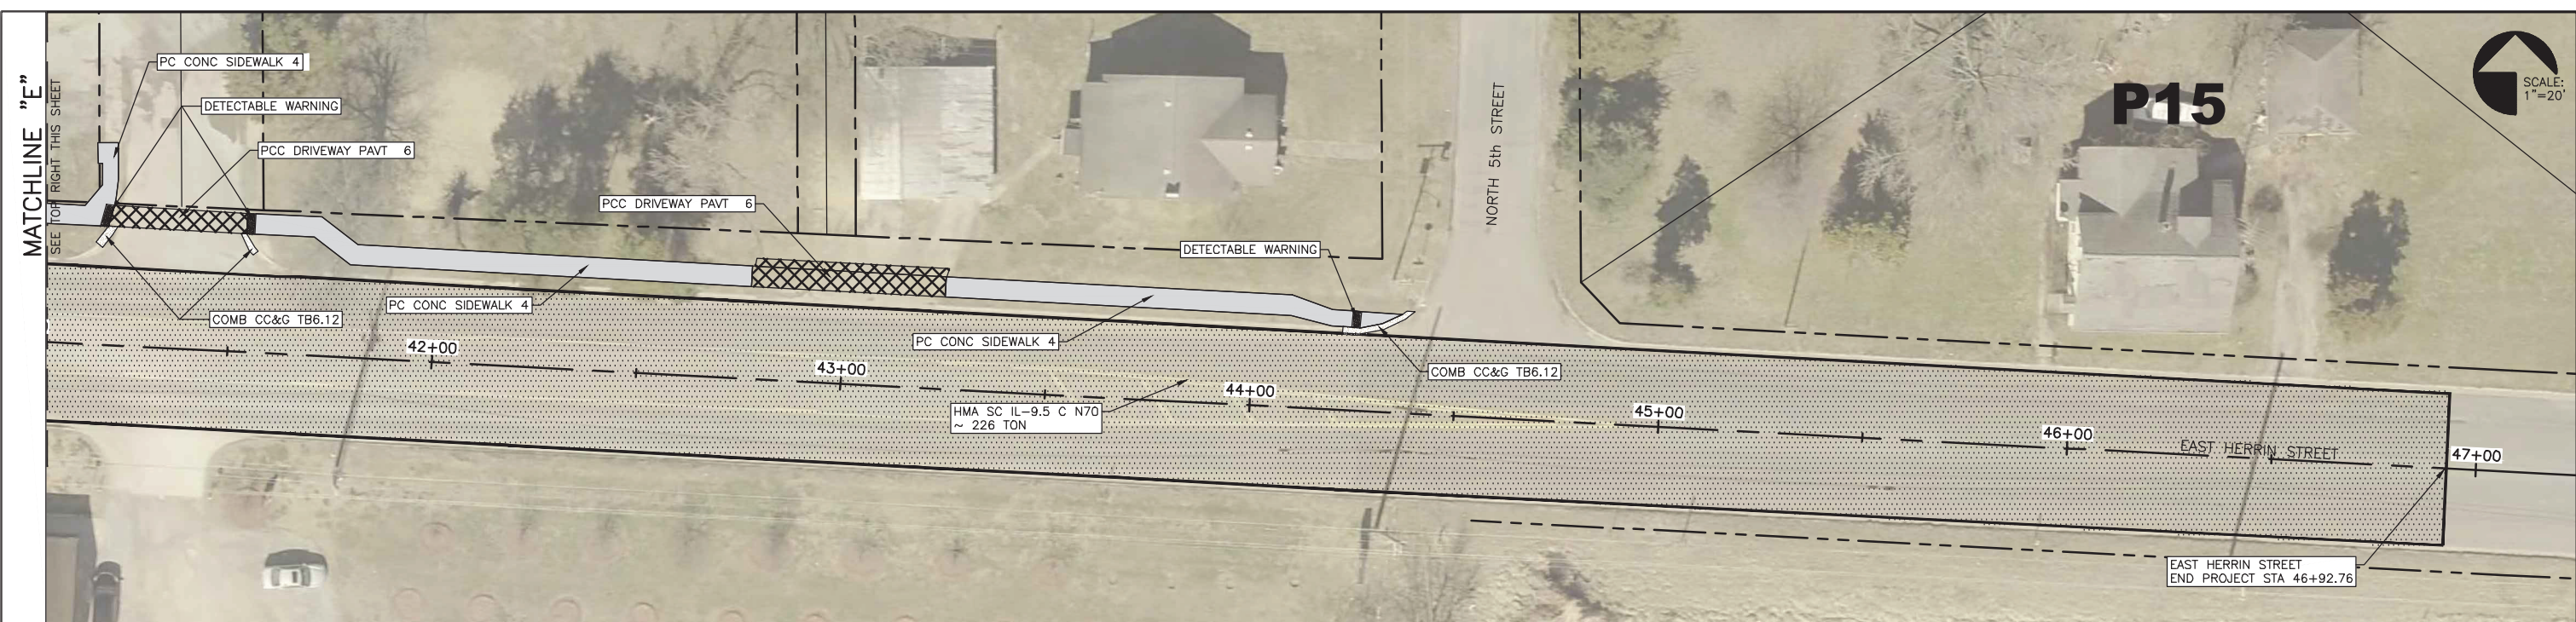 MATCHLINE "E"
SEE TOP RIGHT THIS SHEET
PC CONC SIDEWALK 4
DETECTABLE WARNING
PCC DRIVEWAY PAVT 6
COMB CC&G TB6.12
PC CONC SIDEWALK 4
PCC DRIVEWAY PAVT 6
PC CONC SIDEWALK 4
DETECTABLE WARNING
COMB CC&G TB6.12
HMA SC IL-9.5 C N70
~ 226 TON
NORTH 5th STREET
P15
SCALE:
1"=20'
42+00
43+00
44+00
45+00
46+00
47+00
EAST HERRIN STREET
EAST HERRIN STREET
END PROJECT STA 46+92.76